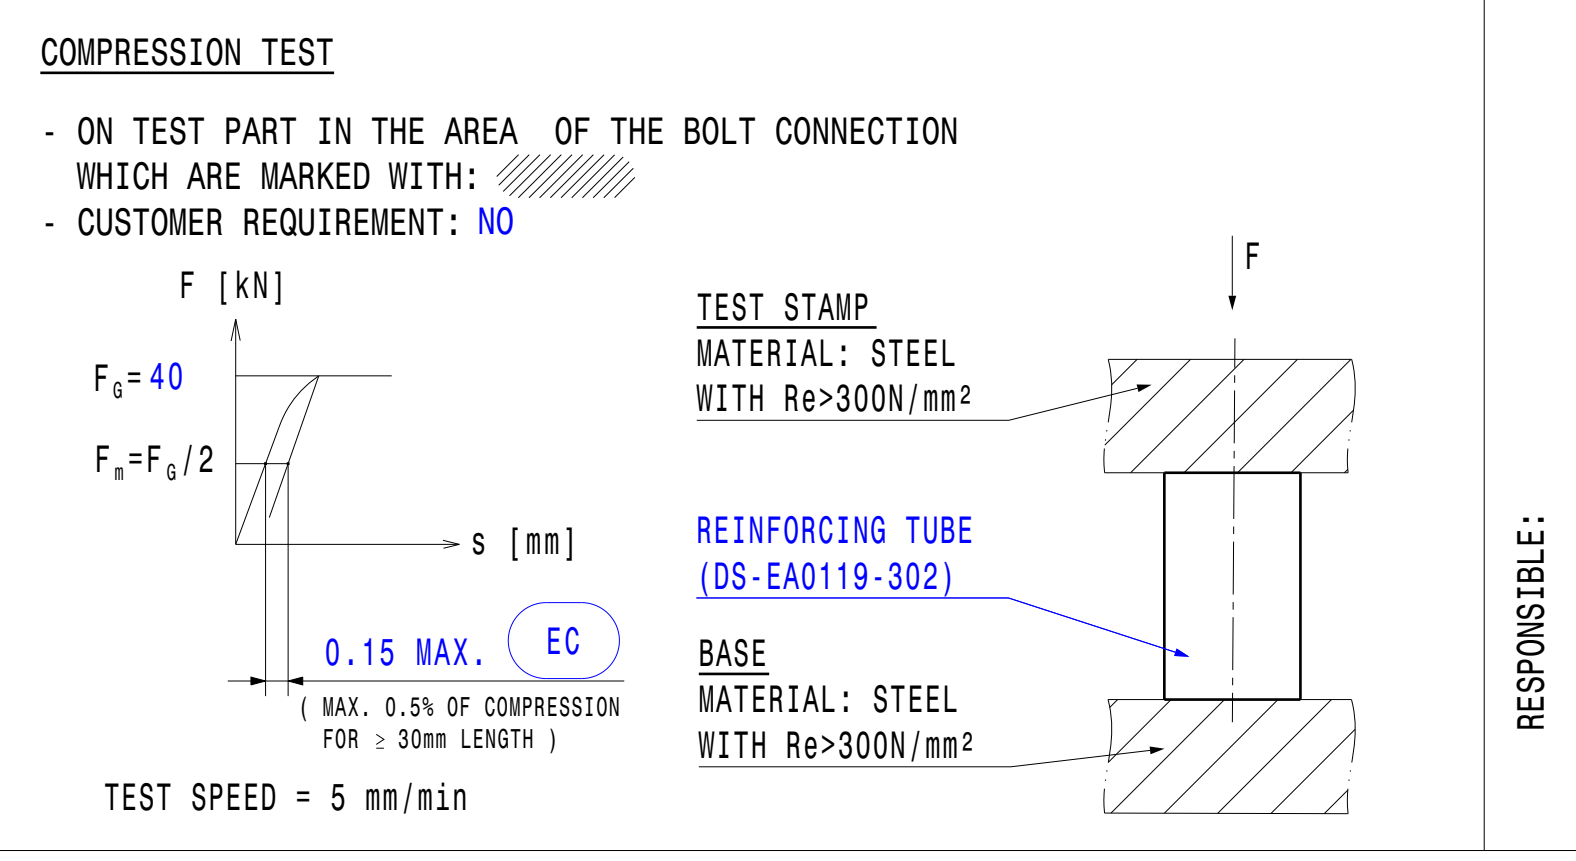 COMPRESSION TEST
- ON TEST PART IN THE AREA OF THE BOLT CONNECTION
WHICH ARE MARKED WITH:
- CUSTOMER REQUIREMENT: NO
F [kN]
F_G= 40
F_m=F_G/2
s [mm]
0.15 MAX. EC
( MAX. 0.5% OF COMPRESSION
FOR ≥ 30mm LENGTH )
TEST SPEED = 5 mm/min
F
TEST STAMP
MATERIAL: STEEL
WITH Re>300N/mm²
REINFORCING TUBE
(DS-EA0119-302)
BASE
MATERIAL: STEEL
WITH Re>300N/mm²
RESPONSIBLE: